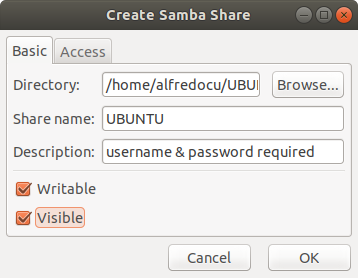 Create Samba Share
Basic Access
Directory: /home/alfredocu/UBU Browse...
Share name: UBUNTU
Description: username & password required
Writable
Visible
Cancel OK